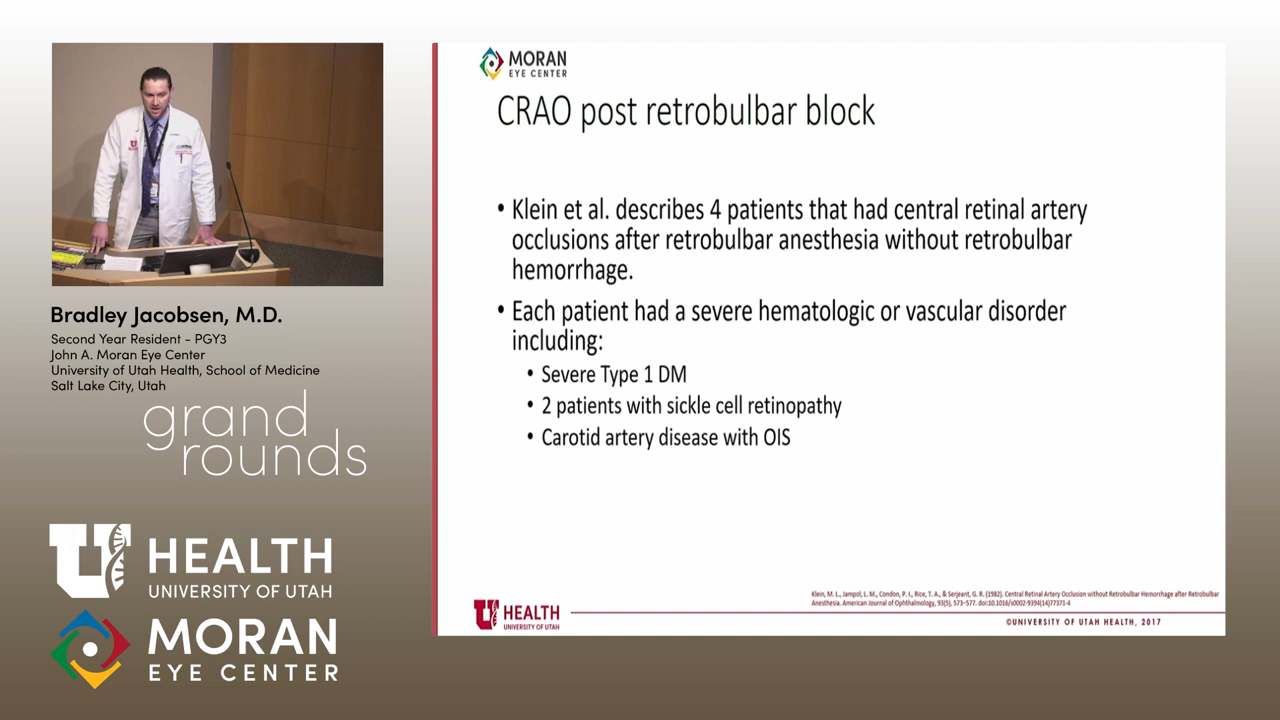 Bradley Jacobsen, M.D.
Second Year Resident - PGY3
John A. Moran Eye Center
University of Utah Health, School of Medicine
Salt Lake City, Utah
grand
rounds
U
HEALTH
UNIVERSITY OF UTAH
MORAN
EYE CENTER
MORAN
EYE CENTER
CRAO post retrobulbar block
• Klein et al. describes 4 patients that had central retinal artery
occlusions after retrobulbar anesthesia without retrobulbar
hemorrhage.
• Each patient had a severe hematologic or vascular disorder
including:
• Severe Type 1 DM
• 2 patients with sickle cell retinopathy
• Carotid artery disease with OIS
Klein, M. L., Jampol, L. M., Condon, P. I., Rice, T. A., & Serjeant, G. R. (1982). Central Retinal Artery Occlusion without Retrobulbar Hemorrhage after Retrobulbar
Anesthesia. American Journal of Ophthalmology, 93(5), 573–577. doi:10.1016/s0002-9394(14)77371-4
U HEALTH
UNIVERSITY OF UTAH
©UNIVERSITY OF UTAH HEALTH, 2017